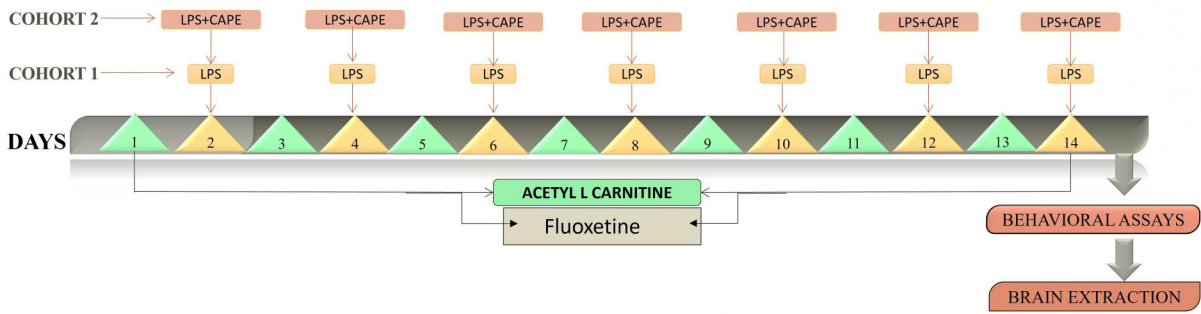 COHORT 2
LPS+CAPE LPS+CAPE LPS+CAPE LPS+CAPE LPS+CAPE LPS+CAPE LPS+CAPE
COHORT 1
LPS LPS LPS LPS LPS LPS LPS
DAYS
1 2 3 4 5 6 7 8 9 10 11 12 13 14
ACETYL L CARNITINE
Fluoxetine
BEHAVIORAL ASSAYS
BRAIN EXTRACTION